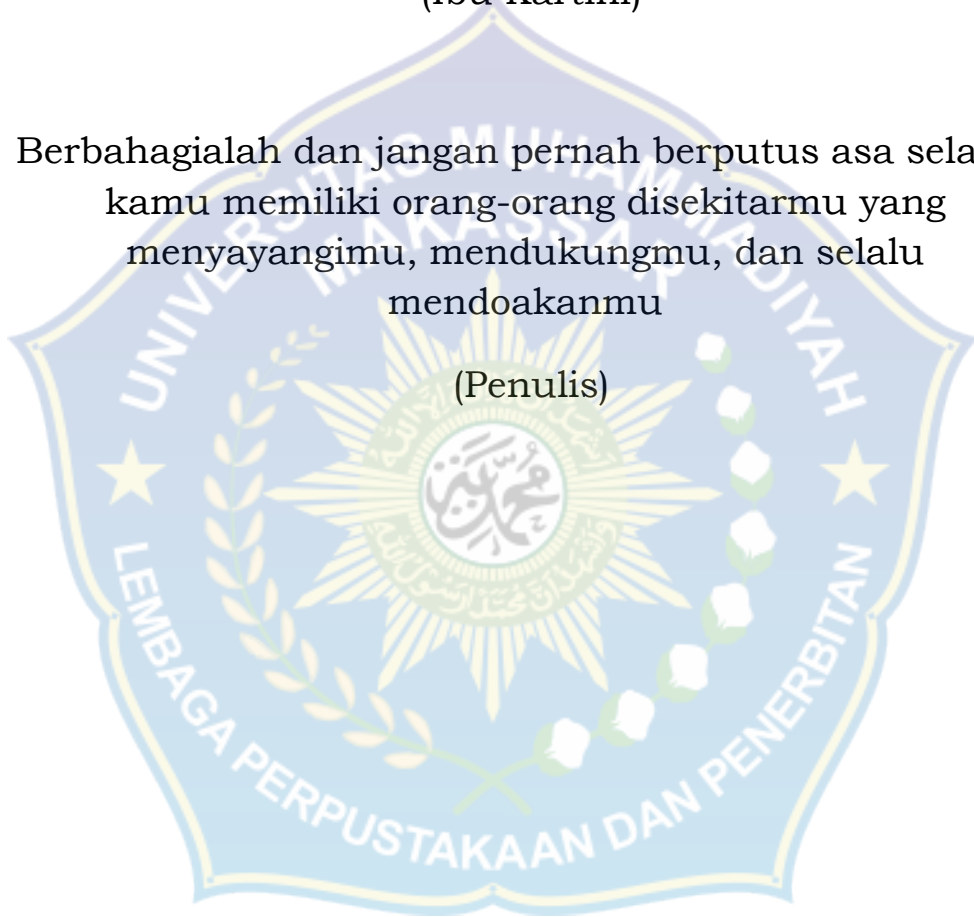 (Ibu Kartini)
Berbahagialah dan jangan pernah berputus asa sela
kamu memiliki orang-orang disekitarmu yang
menyayangimu, mendukungmu, dan selalu
mendoakanmu
(Penulis)
UNIVERSITAS MUHAMMADIYAH
MAKASSAR
محمدية
LEMBAGA PERPUSTAKAAN DAN PENERBITAN